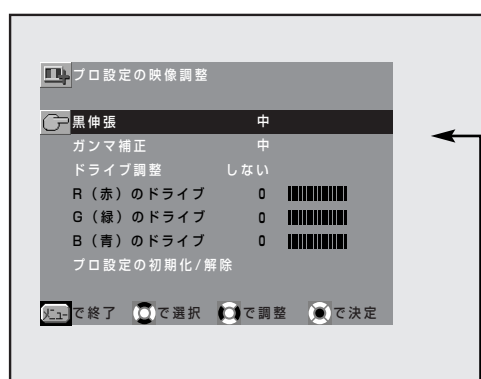 プロ設定の映像調整
黒伸張 中
ガンマ補正 中
ドライブ調整 しない
R（赤）のドライブ 0
G（緑）のドライブ 0
B（青）のドライブ 0
プロ設定の初期化/解除
メニューで終了 で選択 で調整 で決定